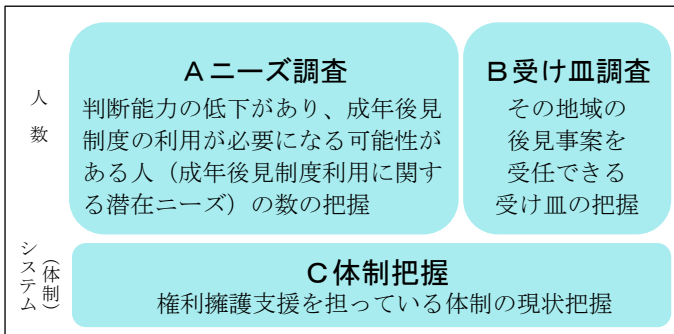 人数
Aニーズ調査
判断能力の低下があり、成年後見
制度の利用が必要になる可能性が
ある人（成年後見制度利用に関す
る潜在ニーズ）の数の把握
B受け皿調査
その地域の
後見事案を
受任できる
受け皿の把握
システム
（体制）
C体制把握
権利擁護支援を担っている体制の現状把握